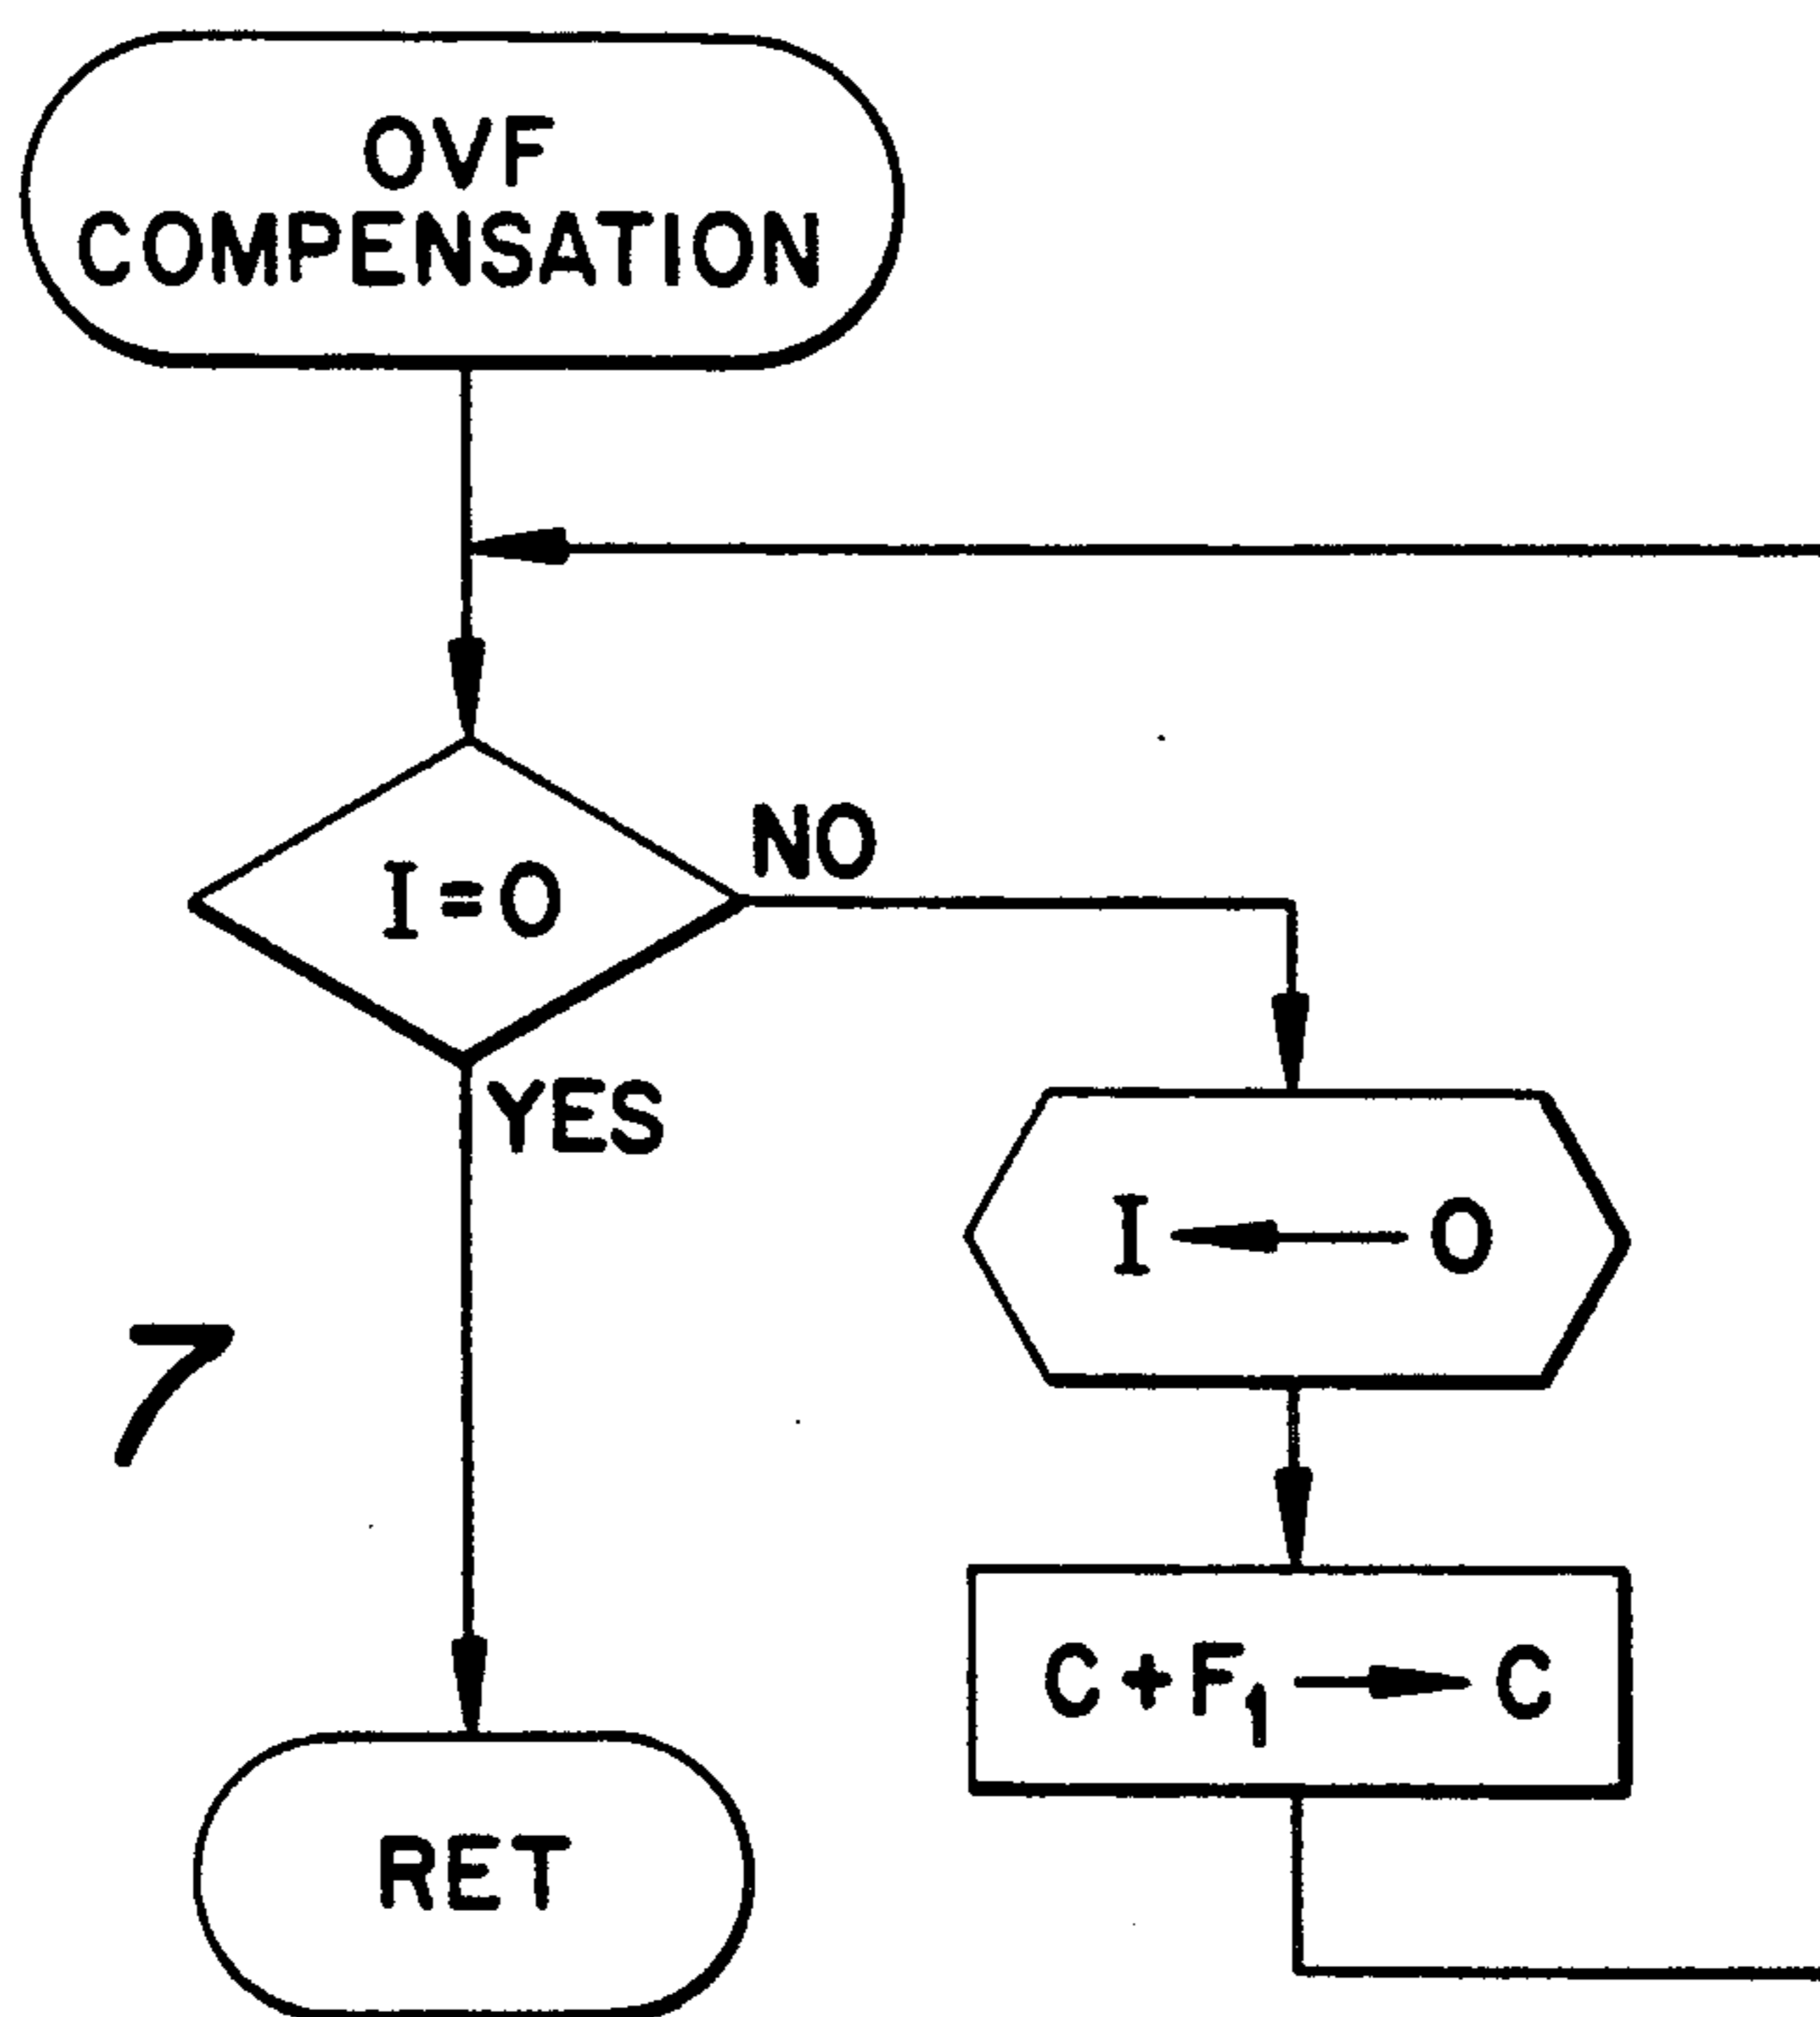 OVF
COMPENSATION
I=0
NO
YES
I ← 0
7
C+F₁ → C
RET